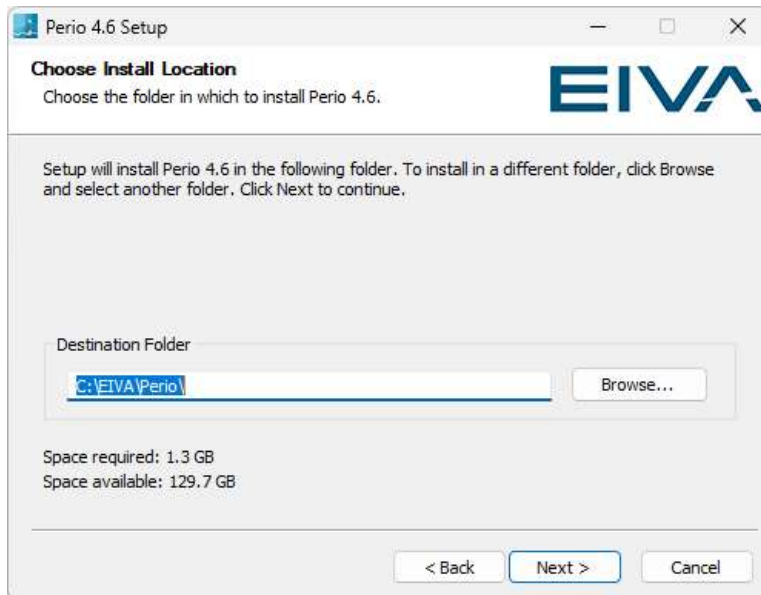 Perio 4.6 Setup
Choose Install Location
Choose the folder in which to install Perio 4.6.
EIVA
Setup will install Perio 4.6 in the following folder. To install in a different folder, click Browse
and select another folder. Click Next to continue.
Destination Folder
C:\EIVA\Perio\
Browse...
Space required: 1.3 GB
Space available: 129.7 GB
< Back
Next >
Cancel